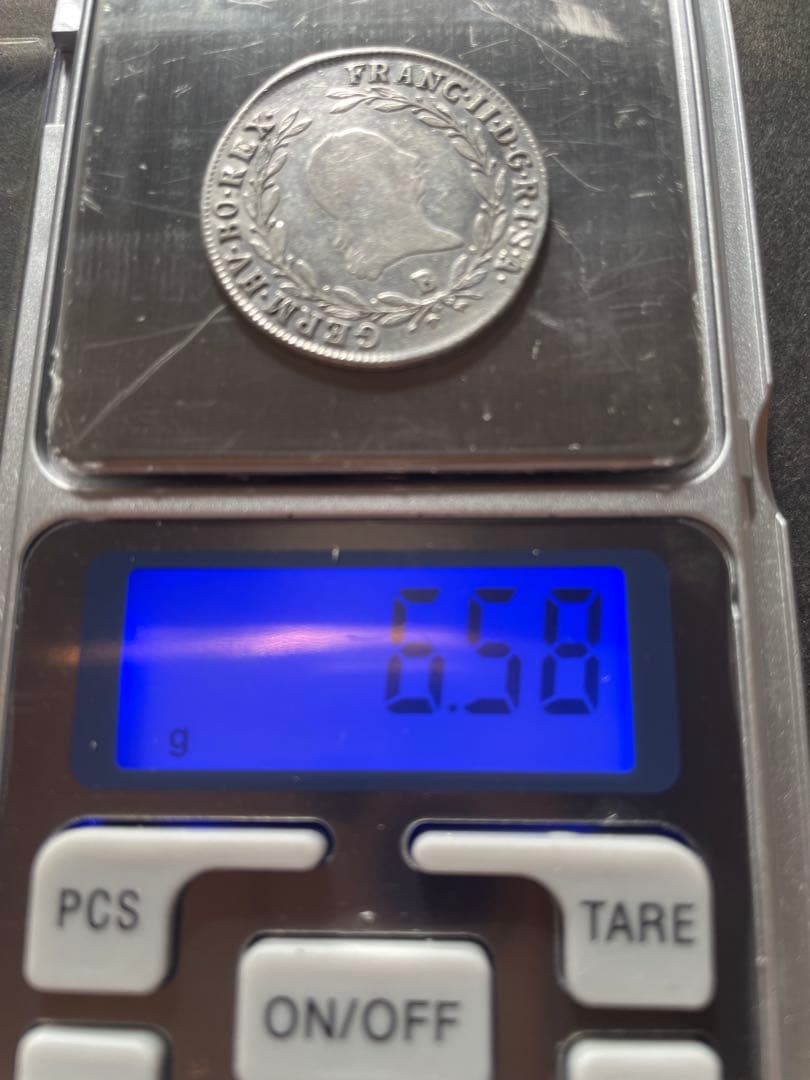 FRANC·II·D·G·R·I·S·A·
GERM·HV·BO·REX·
B
6.58
g
PCS
TARE
ON/OFF